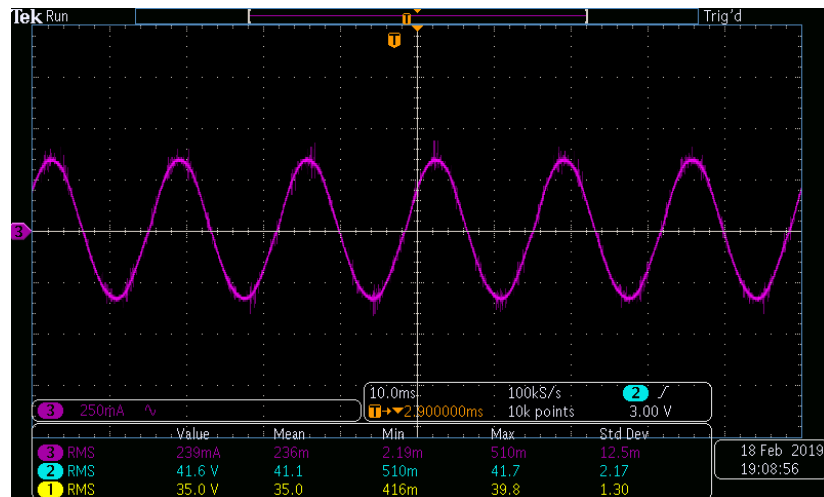 Tek Run Trig'd
T
T
3
3 250mA ∿
10.0ms 100kS/s 2 ∫
T→▼2.900000ms 10k points 3.00 V
Value Mean Min Max Std Dev
3 RMS 239mA 236m 2.19m 510m 12.5m
2 RMS 41.6 V 41.1 510m 41.7 2.17
1 RMS 35.0 V 35.0 416m 39.8 1.30
18 Feb 2019
19:08:56